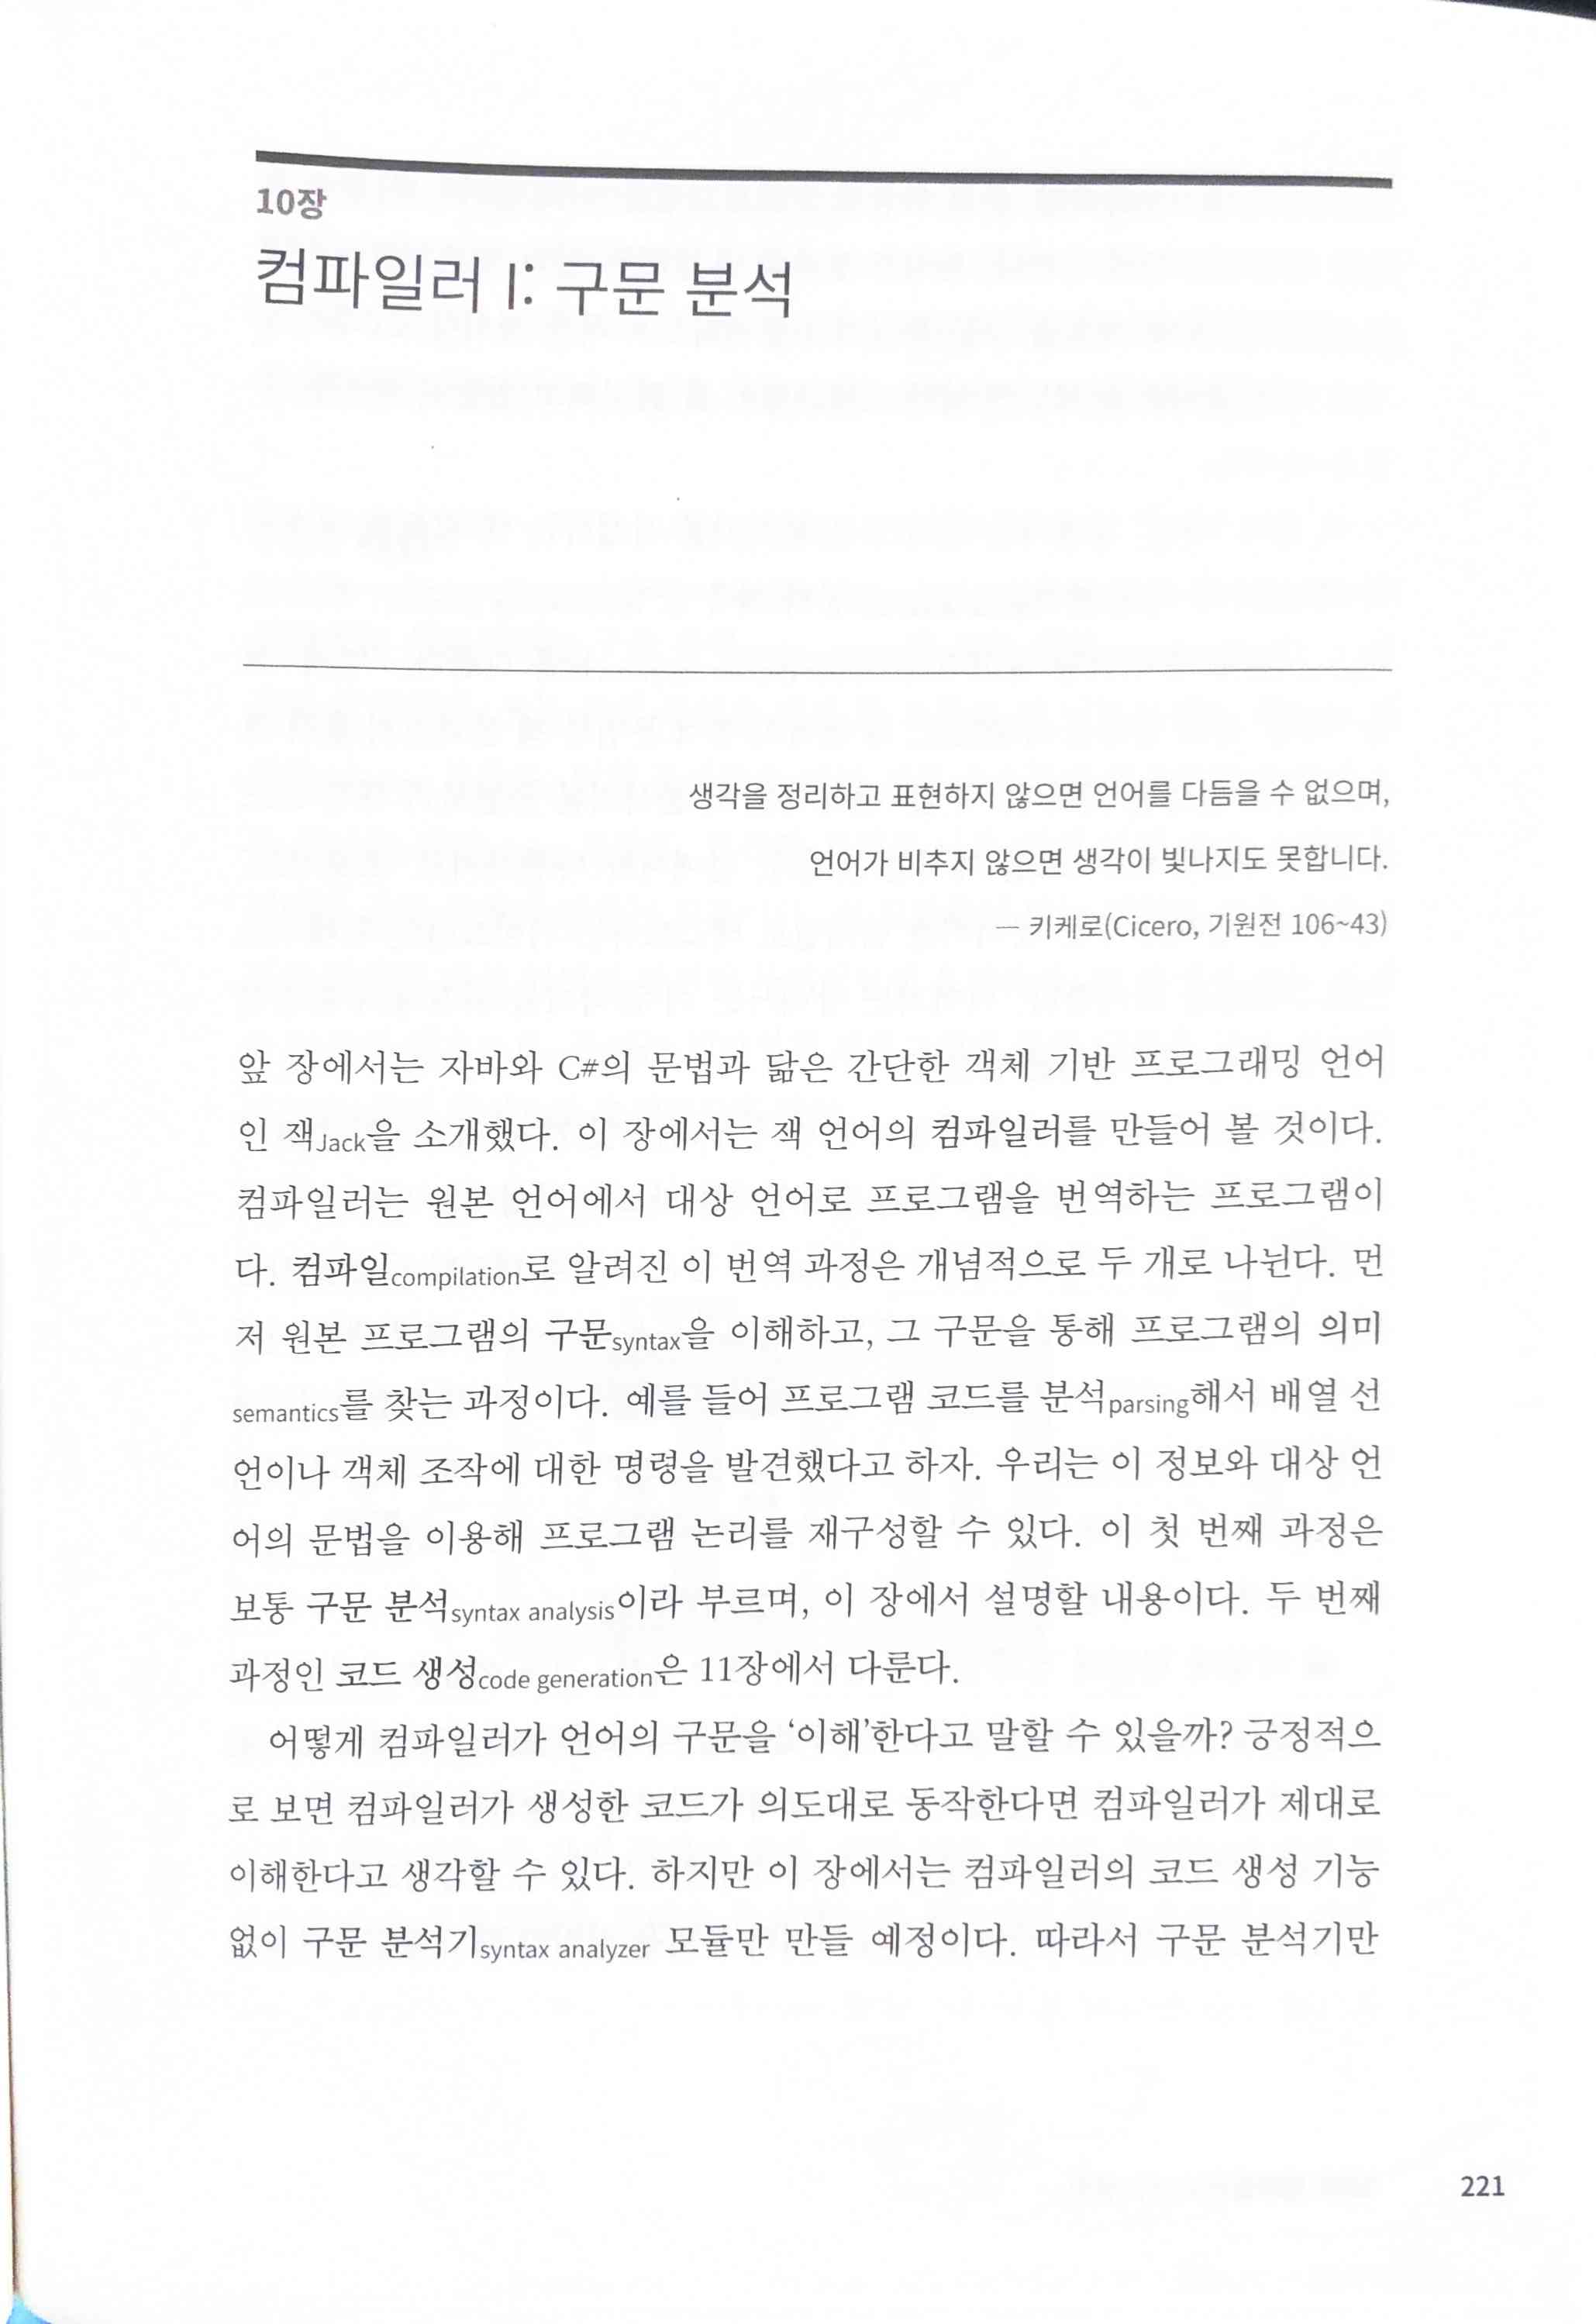 10장
컴파일러 I: 구문 분석
생각을 정리하고 표현하지 않으면 언어를 다듬을 수 없으며,
언어가 비추지 않으면 생각이 빛나지도 못합니다.
— 키케로(Cicero, 기원전 106~43)
앞 장에서는 자바와 C#의 문법과 닮은 간단한 객체 기반 프로그래밍 언어
인 잭Jack을 소개했다. 이 장에서는 잭 언어의 컴파일러를 만들어 볼 것이다.
컴파일러는 원본 언어에서 대상 언어로 프로그램을 번역하는 프로그램이
다. 컴파일compilation로 알려진 이 번역 과정은 개념적으로 두 개로 나뉜다. 먼
저 원본 프로그램의 구문syntax을 이해하고, 그 구문을 통해 프로그램의 의미
semantics를 찾는 과정이다. 예를 들어 프로그램 코드를 분석parsing해서 배열 선
언이나 객체 조작에 대한 명령을 발견했다고 하자. 우리는 이 정보와 대상 언
어의 문법을 이용해 프로그램 논리를 재구성할 수 있다. 이 첫 번째 과정은
보통 구문 분석syntax analysis이라 부르며, 이 장에서 설명할 내용이다. 두 번째
과정인 코드 생성code generation은 11장에서 다룬다.
어떻게 컴파일러가 언어의 구문을 ‘이해’한다고 말할 수 있을까? 긍정적으
로 보면 컴파일러가 생성한 코드가 의도대로 동작한다면 컴파일러가 제대로
이해한다고 생각할 수 있다. 하지만 이 장에서는 컴파일러의 코드 생성 기능
없이 구문 분석기syntax analyzer 모듈만 만들 예정이다. 따라서 구문 분석기만
221